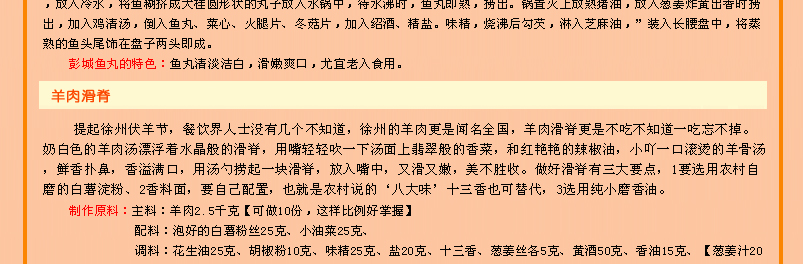 ,放入冷水,将鱼糊挤成大桂圆形状的丸子放入水锅中,待水沸时,鱼丸即熟,捞出。锅置火上放熟猪油,放入葱姜炸黄出香时捞
出,加入鸡清汤,倒入鱼丸、菜心、火腿片、冬菇片,加入绍酒、精盐。味精,烧沸后勾芡,淋入芝麻油,”装入长腰盘中,将蒸
熟的鱼头尾饰在盘子两头即成。
彭城鱼丸的特色:鱼丸清淡洁白,滑嫩爽口,尤宜老入食用。
羊肉滑脊
提起徐州伏羊节,餐饮界人士没有几个不知道,徐州的羊肉更是闻名全国,羊肉滑脊更是不吃不知道一吃忘不掉。
奶白色的羊肉汤漂浮着水晶般的滑脊,用嘴轻轻吹一下汤面上翡翠般的香菜,和红艳艳的辣椒油,小吖一口滚烫的羊骨汤
,鲜香扑鼻,香溢满口,用汤勺捞起一块滑脊,放入嘴中,又滑又嫩,美不胜收。做好滑脊有三大要点,1要选用农村自
磨的白薯淀粉、2香料面,要自己配置,也就是农村说的‘八大味’十三香也可替代,3选用纯小磨香油。
制作原料:主料:羊肉2.5千克【可做10份,这样比例好掌握】
配料:泡好的白薯粉丝25克、小油菜25克、
调料:花生油25克、胡椒粉10克、味精25克、盐20克、十三香、葱姜丝各5克、黄酒50克、香油15克、【葱姜汁20